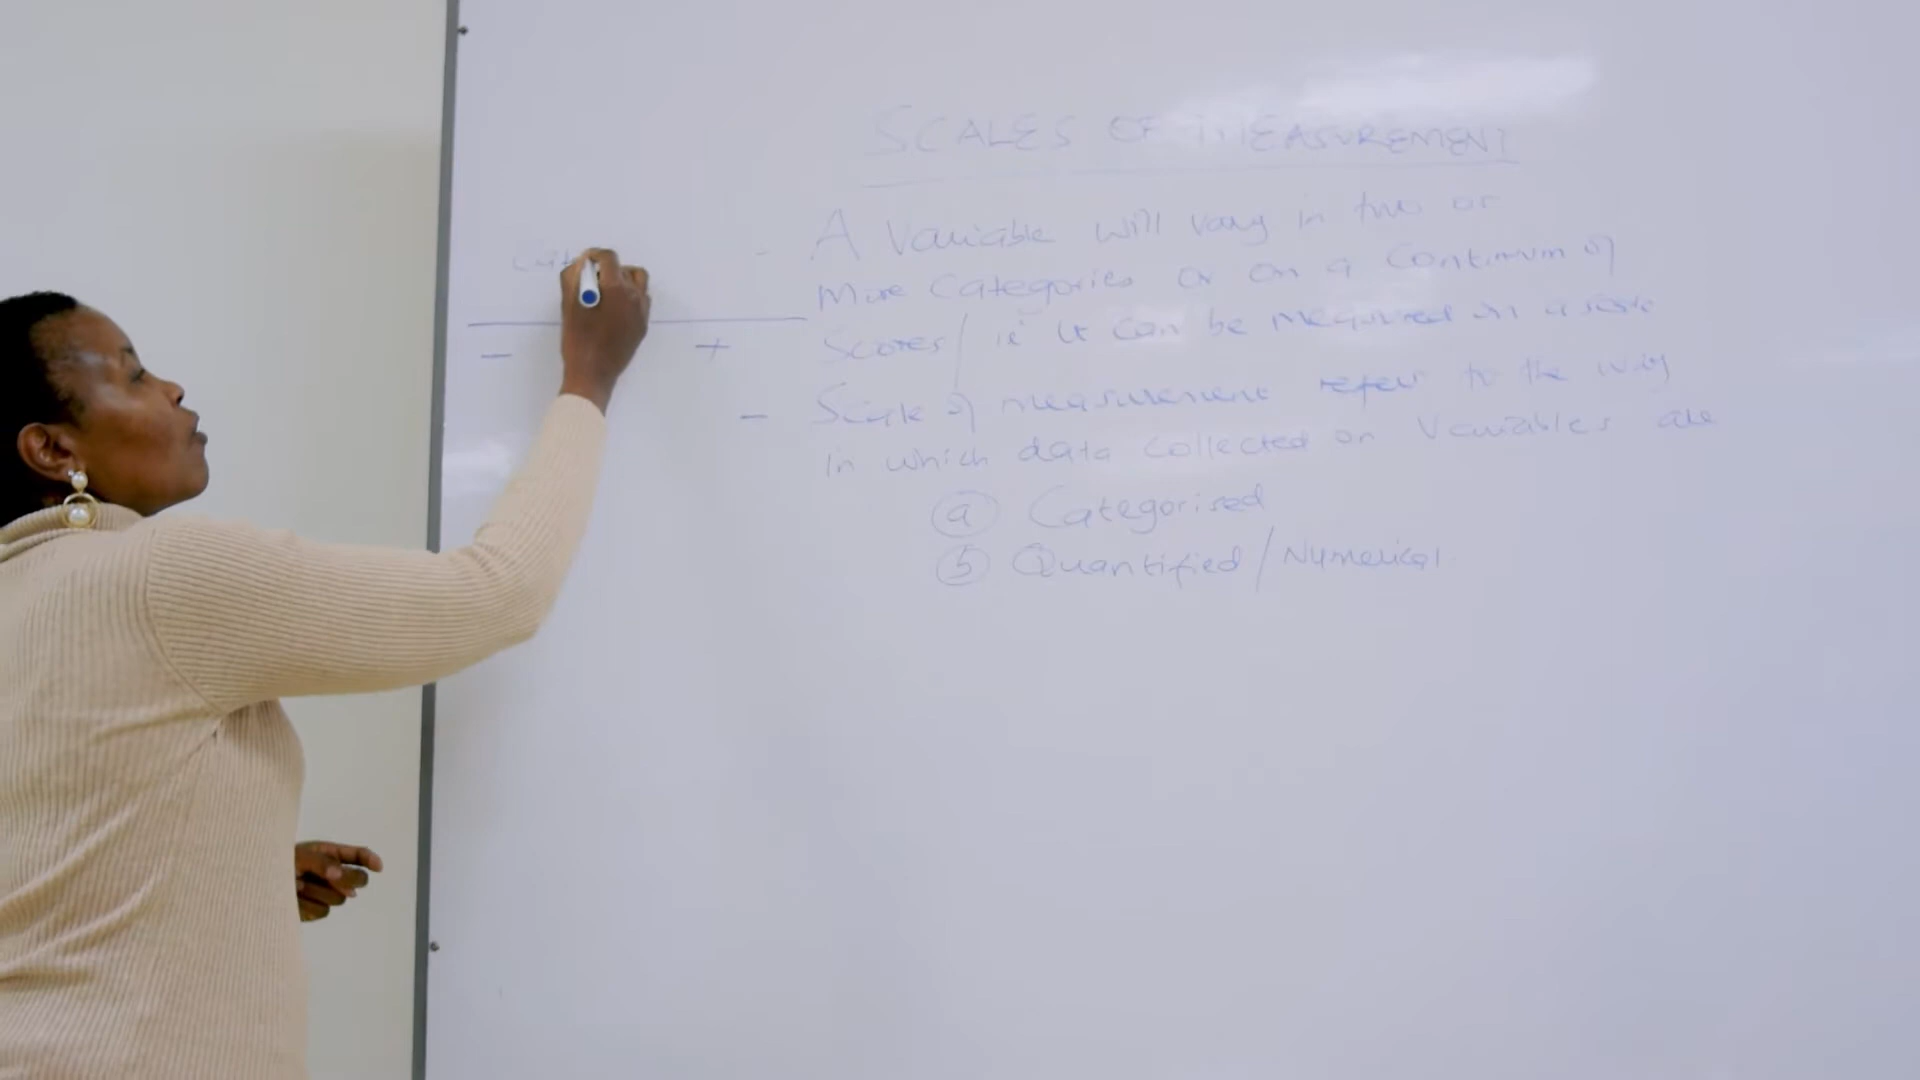 SCALES OF MEASUREMENT
- A Variable will vary in two or
More Categories or on a Continuum of
Scores/ ie it can be measured on a scale
- Scale of measurement refer to the way
in which data collected on Variables are
(a) Categorised
(b) Quantified / Numerical
Cat
- +